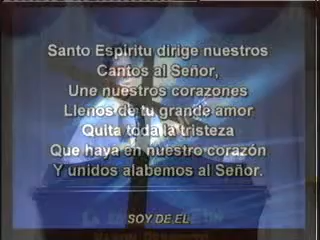 Santo Espiritu dirige nuestros
Cantos al Señor,
Une nuestros corazones
Llenos de tu grande amor
Quita toda la tristeza
Que haya en nuestro corazón
Y unidos alabemos al Señor.
SOY DE EL